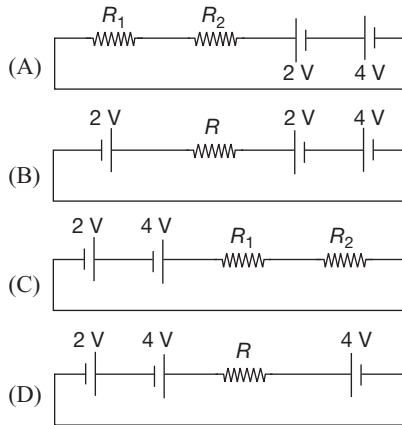 R1 R2
(A) 2 V 4 V
2 V R 2 V 4 V
(B)
2 V 4 V R1 R2
(C)
2 V 4 V R 4 V
(D)